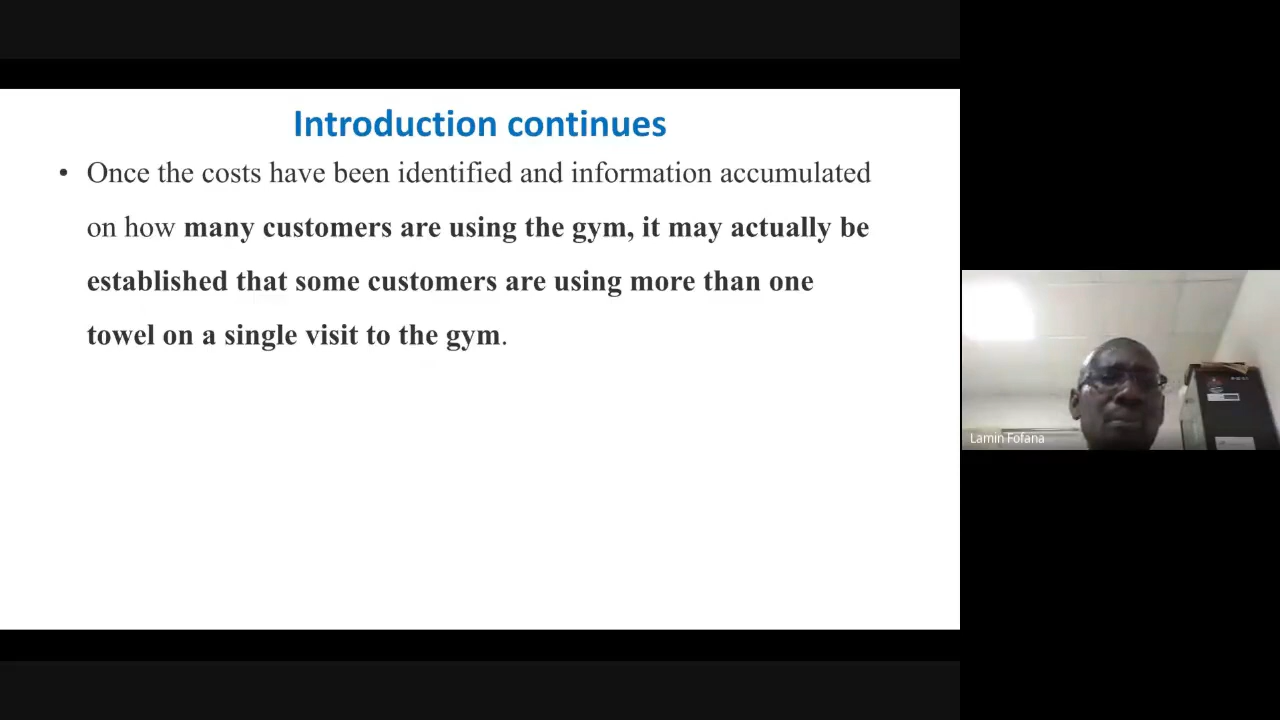 Introduction continues
• Once the costs have been identified and information accumulated
on how many customers are using the gym, it may actually be
established that some customers are using more than one
towel on a single visit to the gym.
Lamin Fofana